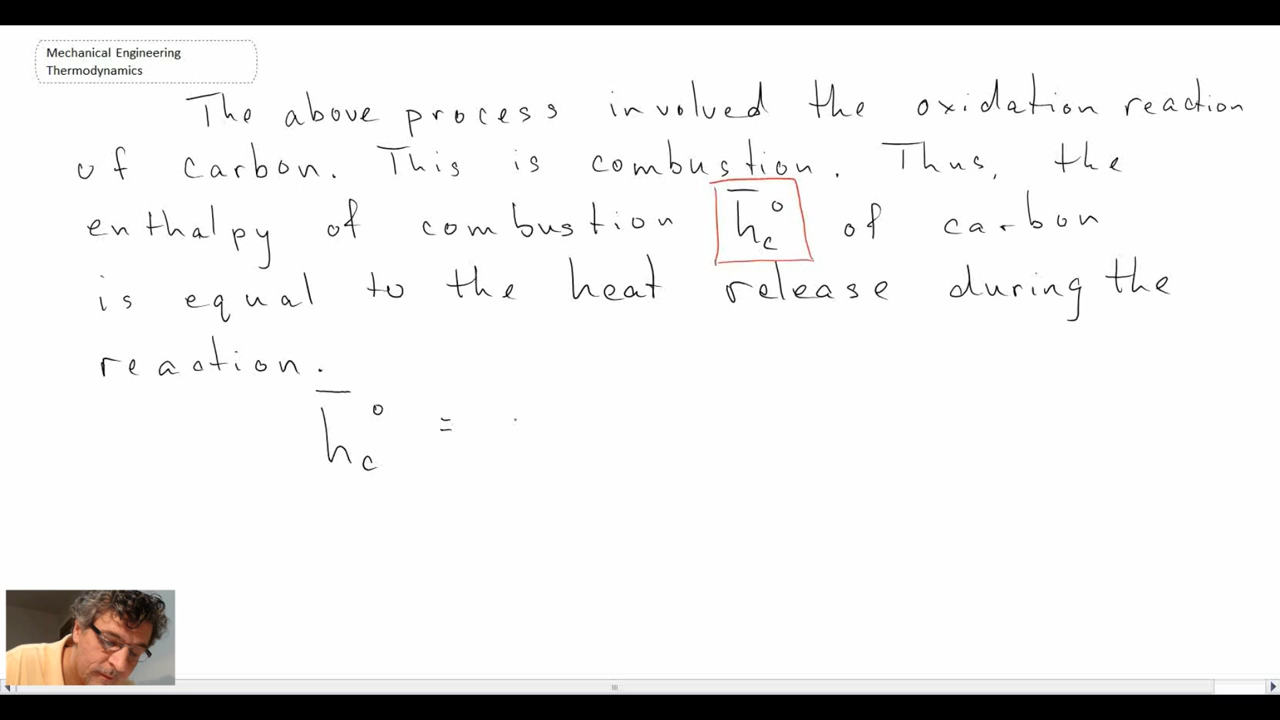 Mechanical Engineering
Thermodynamics
The above process involved the oxidation reaction
of carbon. This is combustion. Thus, the
enthalpy of combustion h̄°c of carbon
is equal to the heat release during the
reaction.
h̄°c =